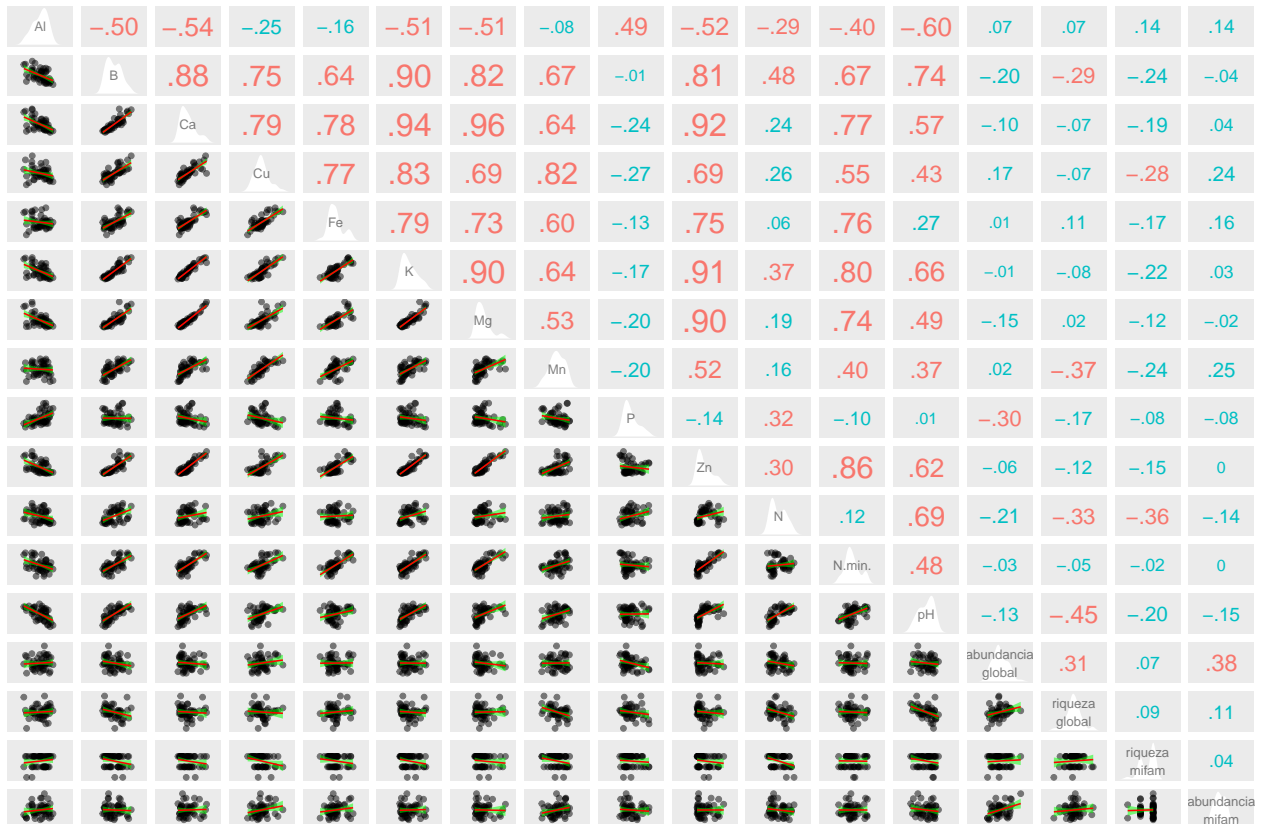 Al −.50 −.54 −.25 −.16 −.51 −.51 −.08 .49 −.52 −.29 −.40 −.60 .07 .07 .14 .14
B .88 .75 .64 .90 .82 .67 −.01 .81 .48 .67 .74 −.20 −.29 −.24 −.04
Ca .79 .78 .94 .96 .64 −.24 .92 .24 .77 .57 −.10 −.07 −.19 .04
Cu .77 .83 .69 .82 −.27 .69 .26 .55 .43 .17 −.07 −.28 .24
Fe .79 .73 .60 −.13 .75 .06 .76 .27 .01 .11 −.17 .16
K .90 .64 −.17 .91 .37 .80 .66 −.01 −.08 −.22 .03
Mg .53 −.20 .90 .19 .74 .49 −.15 .02 −.12 −.02
Mn −.20 .52 .16 .40 .37 .02 −.37 −.24 .25
P −.14 .32 −.10 .01 −.30 −.17 −.08 −.08
Zn .30 .86 .62 −.06 −.12 −.15 0
N .12 .69 −.21 −.33 −.36 −.14
N.min. .48 −.03 −.05 −.02 0
pH −.13 −.45 −.20 −.15
abundancia
global .31 .07 .38
riqueza
global .09 .11
riqueza
mifam .04
abundancia
mifam